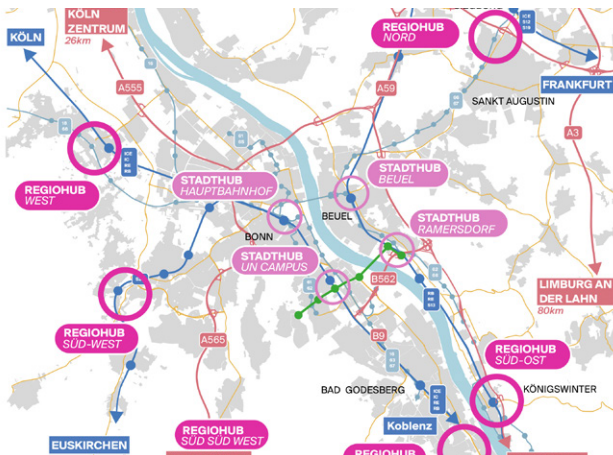 KÖLN
ZENTRUM
26km
KÖLN
REGIOHUB
NORD
FRANKFURT
A555
A59
SANKT AUGUSTIN
A3
REGIOHUB
WEST
STADTHUB
HAUPTBAHNHOF
STADTHUB
BEUEL
BEUEL
STADTHUB
RAMERSDORF
BONN
STADTHUB
UN CAMPUS
B562
LIMBURG AN
DER LAHN
80km
REGIOHUB
SÜD-WEST
A565
B9
REGIOHUB
SÜD-OST
BAD GODESBERG
KÖNIGSWINTER
EUSKIRCHEN
REGIOHUB
SÜD SÜD WEST
Koblenz
REGIOHUB